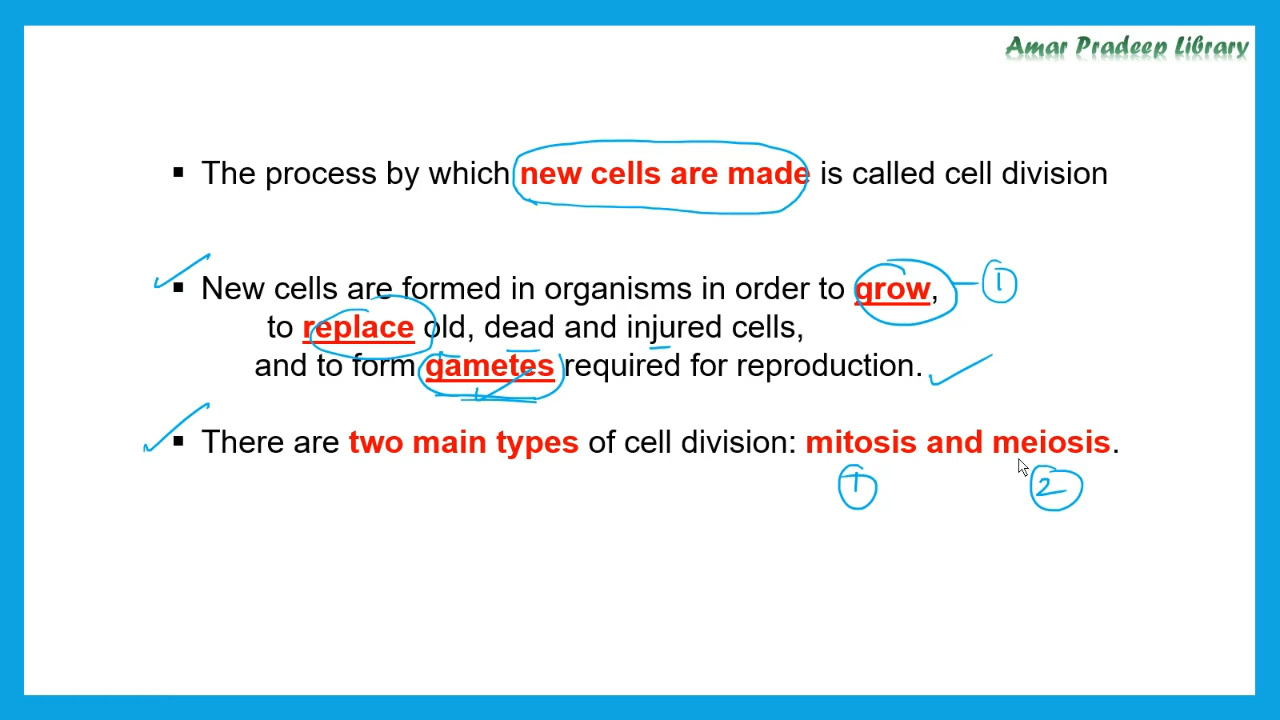 Amar Pradeep Library
▪ The process by which new cells are made is called cell division
▪ New cells are formed in organisms in order to grow, 1
to replace old, dead and injured cells,
and to form gametes required for reproduction.
▪ There are two main types of cell division: mitosis and meiosis.
1 2